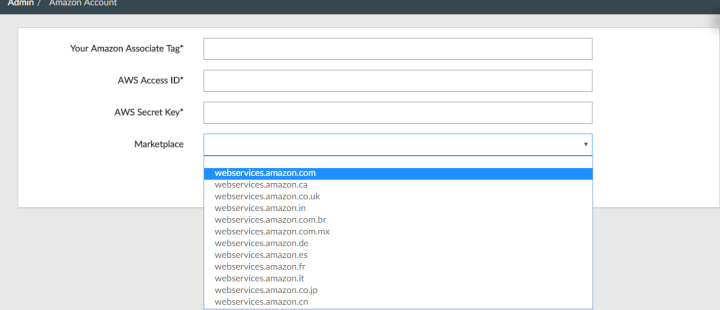 Admin / Amazon Account
Your Amazon Associate Tag*
AWS Access ID*
AWS Secret Key*
Marketplace
webservices.amazon.com
webservices.amazon.ca
webservices.amazon.co.uk
webservices.amazon.in
webservices.amazon.com.br
webservices.amazon.com.mx
webservices.amazon.de
webservices.amazon.es
webservices.amazon.fr
webservices.amazon.it
webservices.amazon.co.jp
webservices.amazon.cn